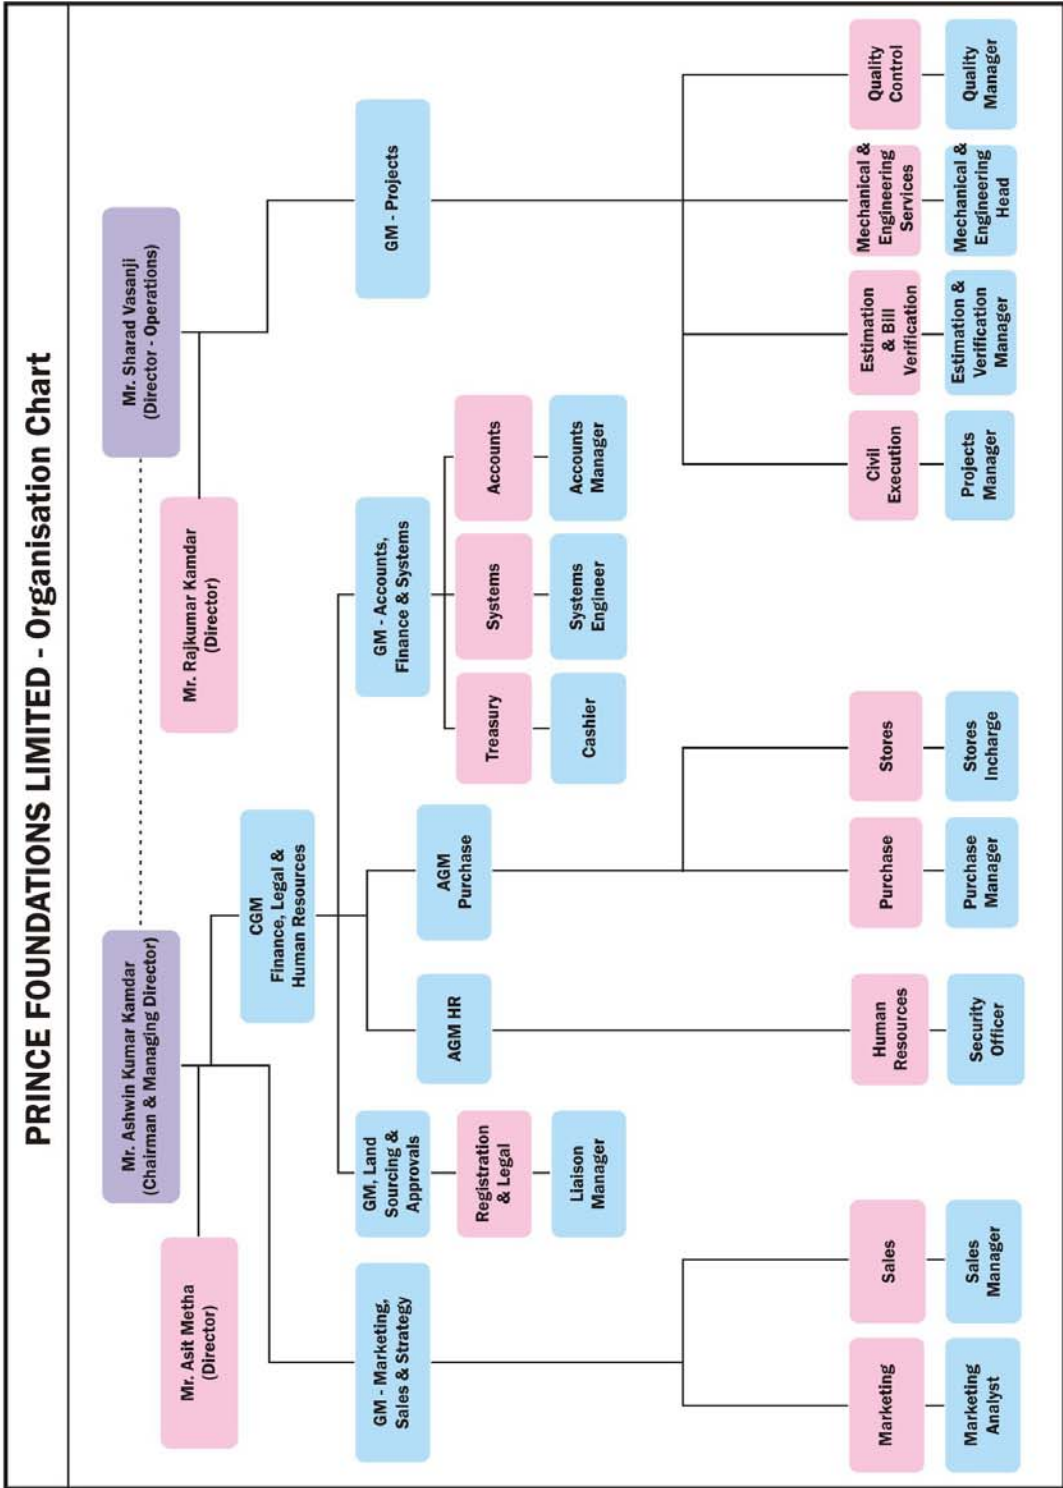 PRINCE FOUNDATIONS LIMITED - Organisation Chart
Mr. Ashwin Kumar Kamdar
(Chairman & Managing Director)
Mr. Sharad Vasanji
(Director - Operations)
Mr. Asit Metha
(Director)
Mr. Rajkumar Kamdar
(Director)
CGM
Finance, Legal &
Human Resources
GM - Marketing,
Sales & Strategy
GM, Land
Sourcing &
Approvals
GM - Accounts,
Finance & Systems
GM - Projects
AGM HR
AGM
Purchase
Registration
& Legal
Treasury
Systems
Accounts
Liaison
Manager
Cashier
Systems
Engineer
Accounts
Manager
Marketing
Sales
Human
Resources
Purchase
Stores
Civil
Execution
Estimation
& Bill
Verification
Mechanical &
Engineering
Services
Quality
Control
Marketing
Analyst
Sales
Manager
Security
Officer
Purchase
Manager
Stores
Incharge
Projects
Manager
Estimation &
Verification
Manager
Mechanical &
Engineering
Head
Quality
Manager